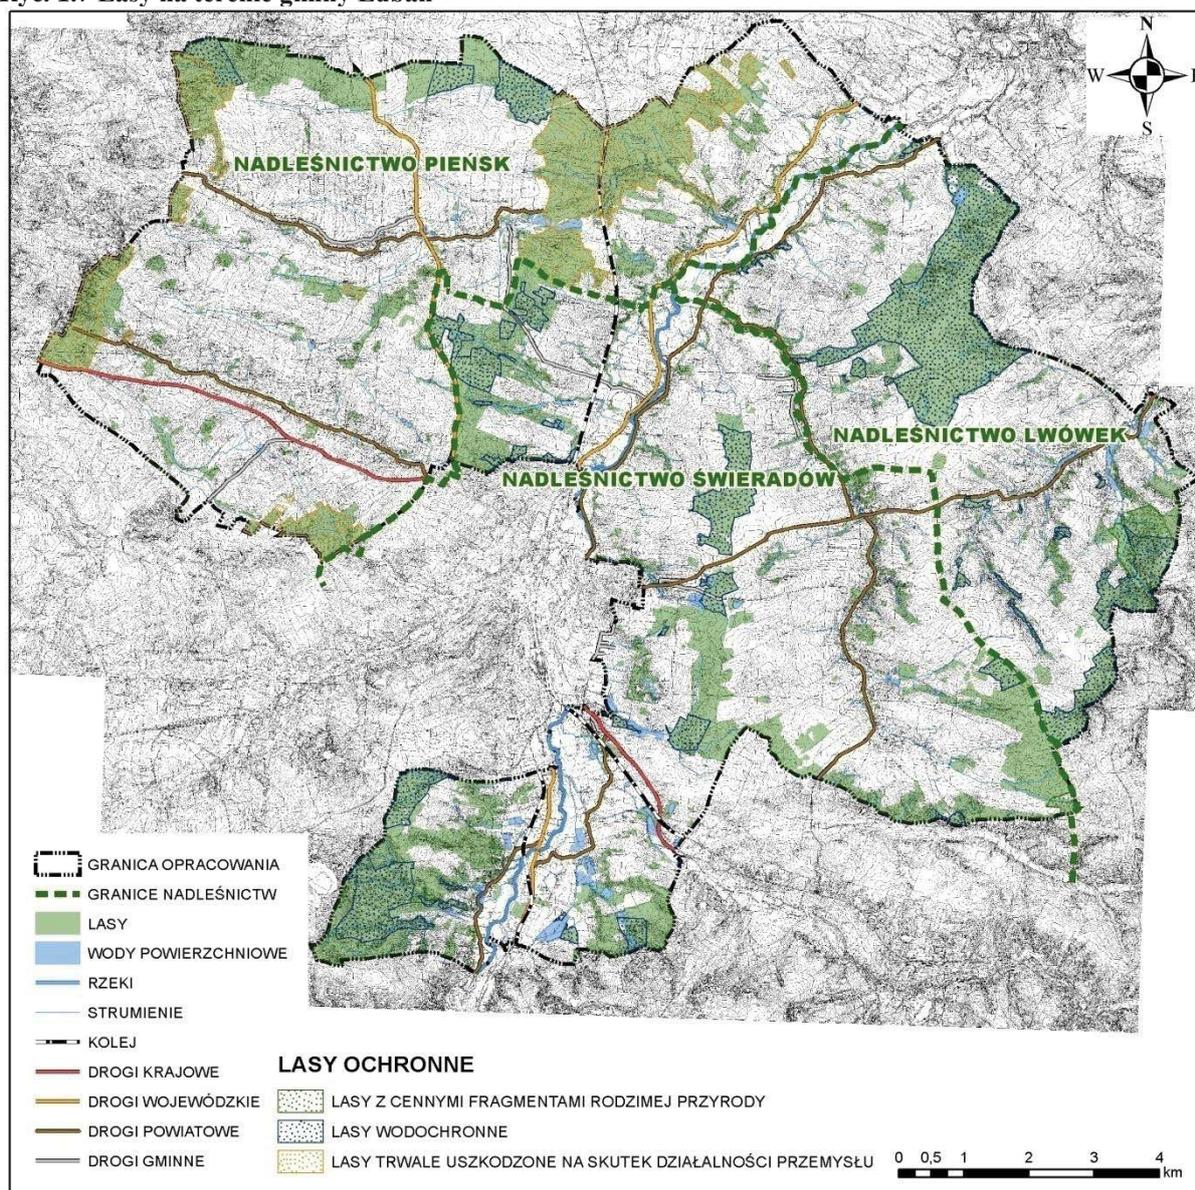 Ryc. 1.7 Lasy na terenie gminy Lubań
N
W
S
NADLEŚNICTWO PIEŃSK
NADLEŚNICTWO LWÓWEK
NADLEŚNICTWO ŚWIERADÓW
GRANICA OPRACOWANIA
GRANICE NADLEŚNICTW
LASY
WODY POWIERZCHNIOWE
RZEKI
STRUMIENIE
KOLEJ
DROGI KRAJOWE
DROGI WOJEWÓDZKIE
DROGI POWIATOWE
DROGI GMINNE
LASY OCHRONNE
LASY Z CENNYMI FRAGMENTAMI RODZIMEJ PRZYRODY
LASY WODOCHRONNE
LASY TRWALE USZKODZONE NA SKUTEK DZIAŁALNOŚCI PRZEMYSŁU
0 0,5 1 2 3 4
km